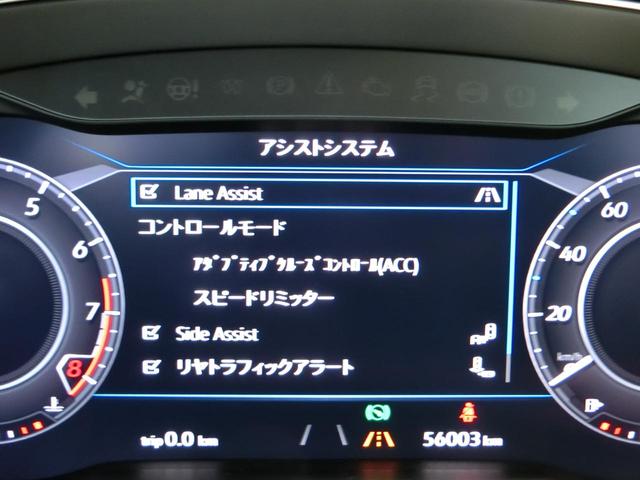 アシストシステム
Lane Assist
コントロールモード
ｱﾀﾞﾌﾟﾃｨﾌﾞｸﾙｰｽﾞｺﾝﾄﾛｰﾙ(ACC)
スピードリミッター
Side Assist
リヤトラフィックアラート
5
6
7
8
60
40
20
km/h
trip 0.0 km
56003 km